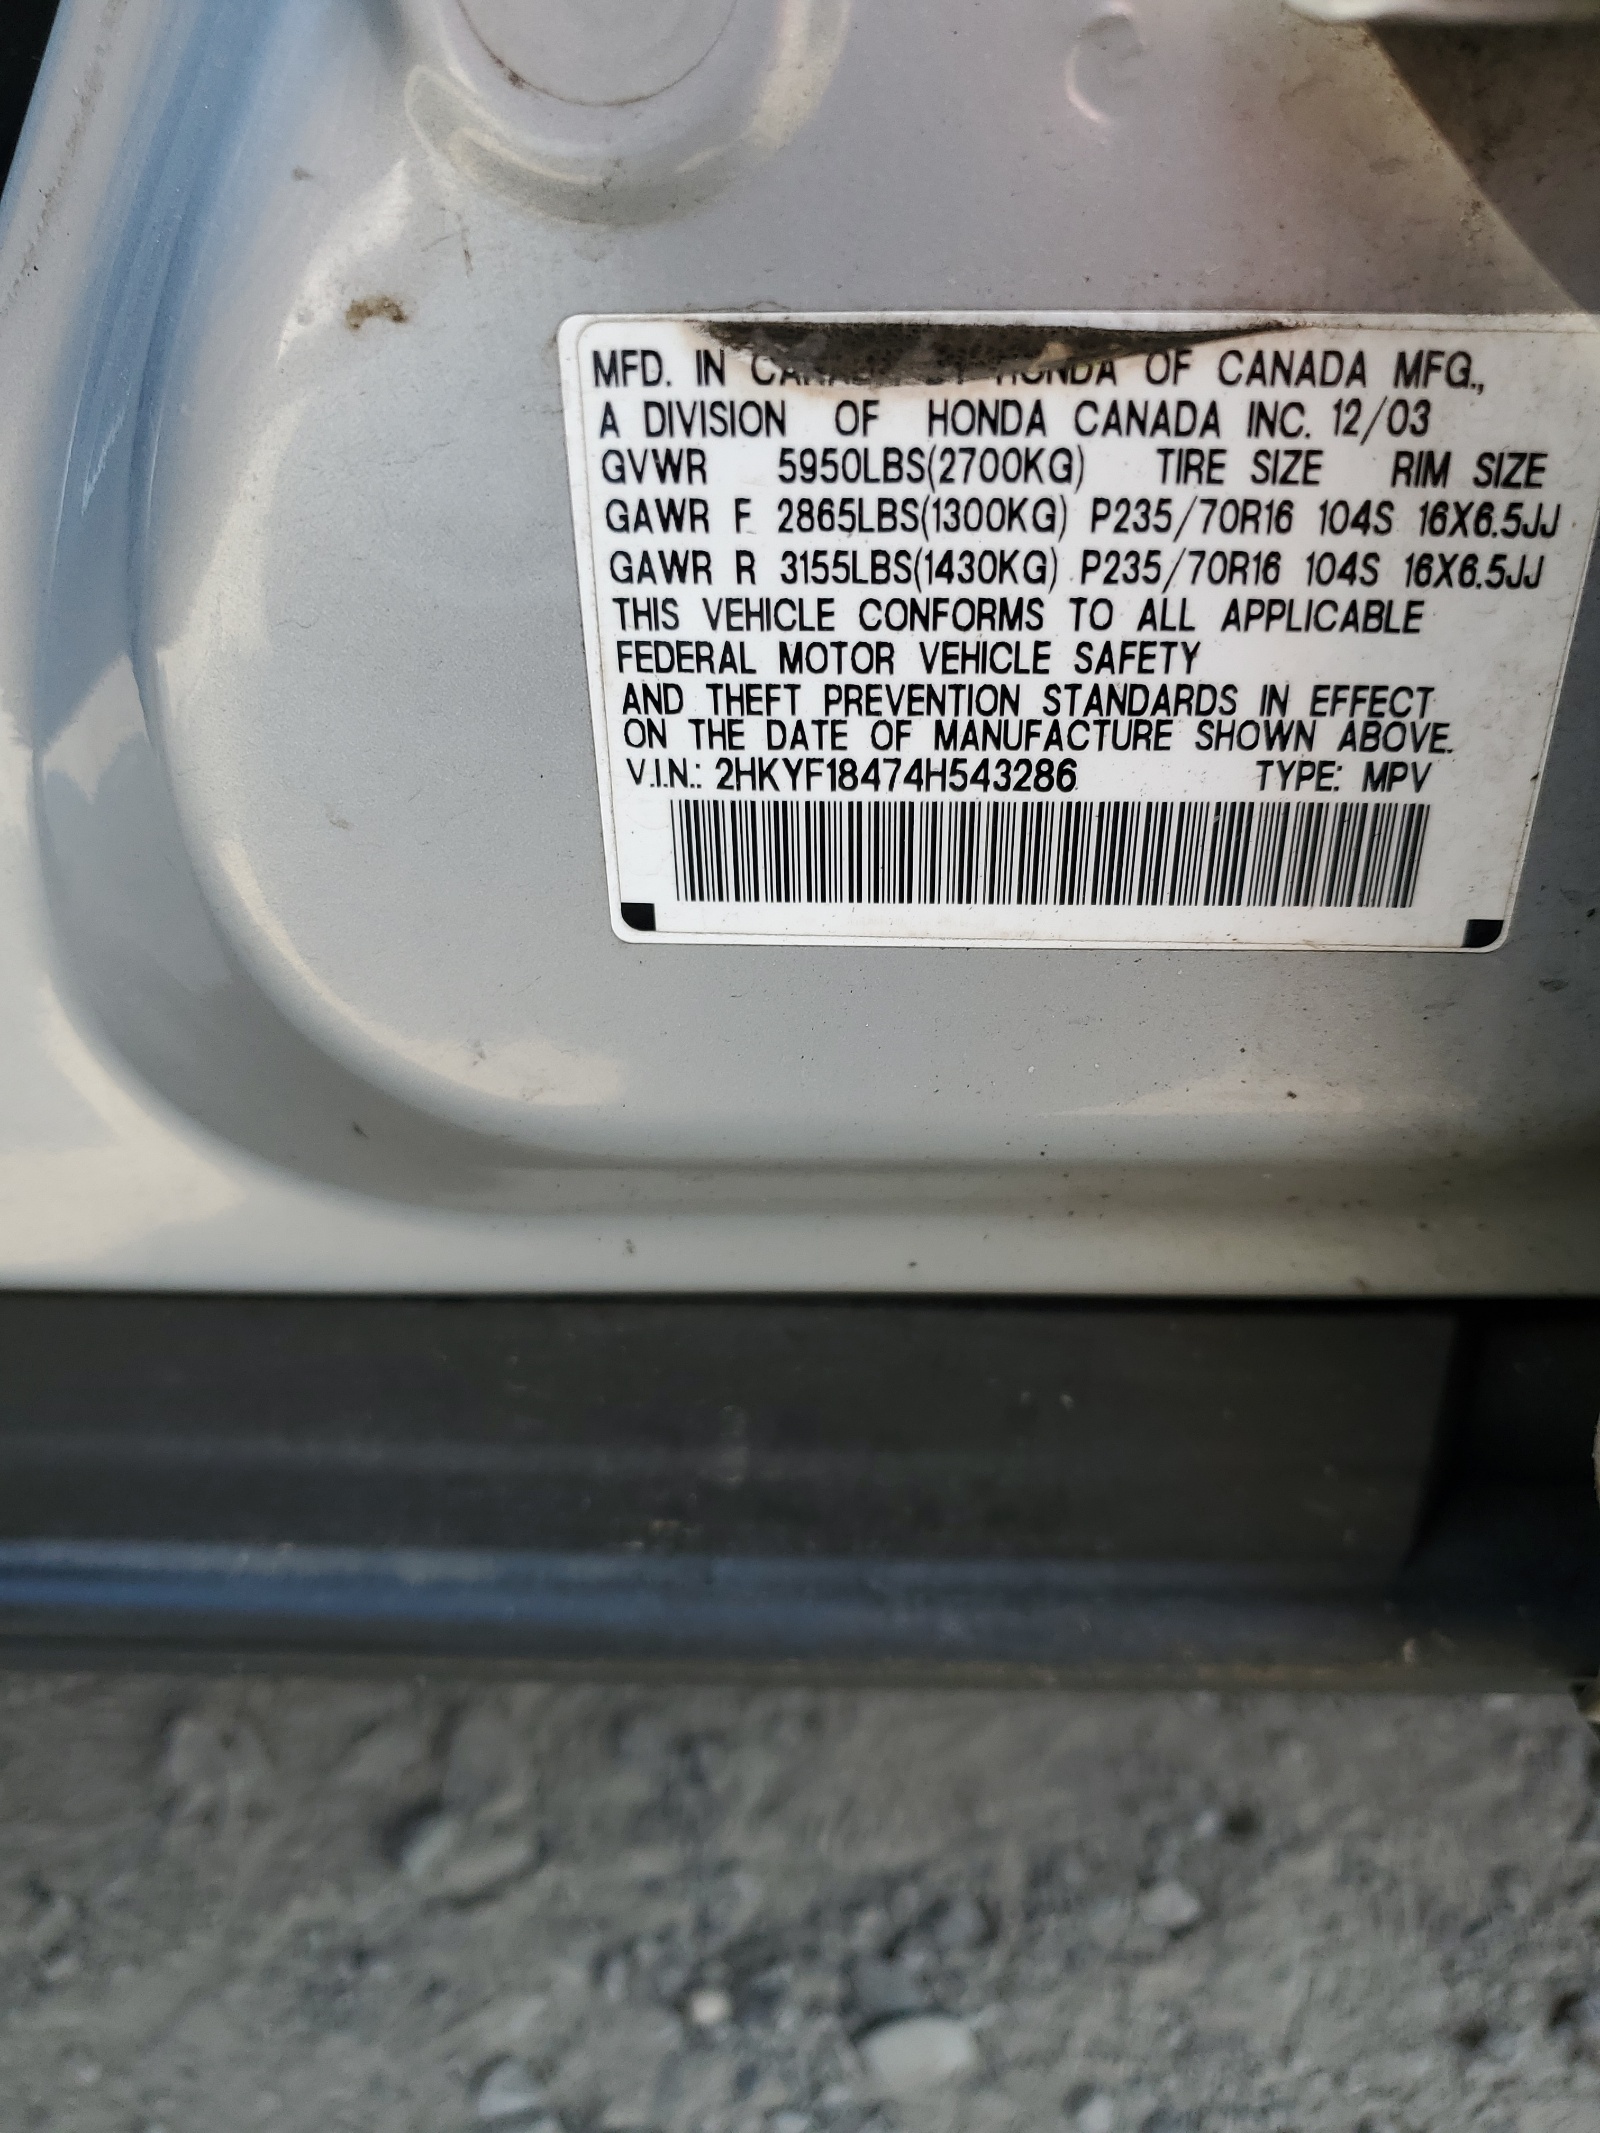 MFD. IN CANADA BY HONDA OF CANADA MFG.,
A DIVISION OF HONDA CANADA INC. 12/03
GVWR 5950LBS(2700KG) TIRE SIZE RIM SIZE
GAWR F 2865LBS(1300KG) P235/70R16 104S 16X6.5JJ
GAWR R 3155LBS(1430KG) P235/70R16 104S 16X6.5JJ
THIS VEHICLE CONFORMS TO ALL APPLICABLE
FEDERAL MOTOR VEHICLE SAFETY
AND THEFT PREVENTION STANDARDS IN EFFECT
ON THE DATE OF MANUFACTURE SHOWN ABOVE.
V.I.N.: 2HKYF18474H543286 TYPE: MPV